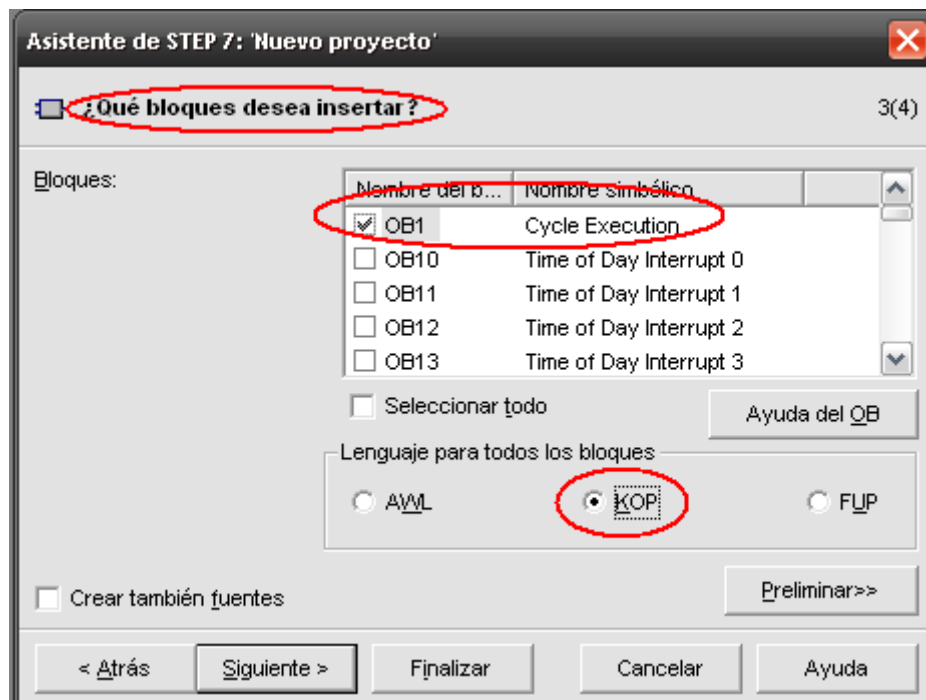 Asistente de STEP 7: 'Nuevo proyecto'
¿Qué bloques desea insertar? 3(4)
Bloques:
Nombre del b... Nombre simbólico
OB1 Cycle Execution
OB10 Time of Day Interrupt 0
OB11 Time of Day Interrupt 1
OB12 Time of Day Interrupt 2
OB13 Time of Day Interrupt 3
Seleccionar todo Ayuda del OB
Lenguaje para todos los bloques
AWL KOP FUP
Crear también fuentes Preliminar>>
< Atrás Siguiente > Finalizar Cancelar Ayuda